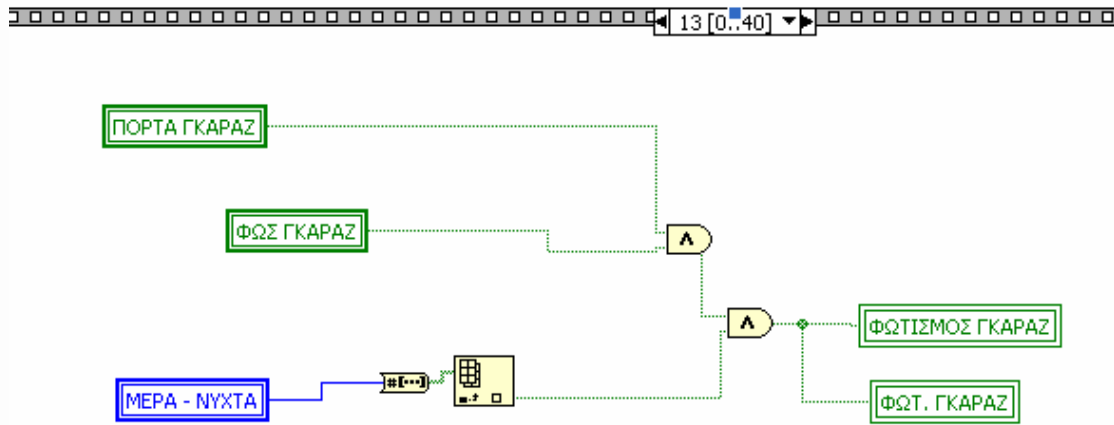 13 [0..40]
ΠΟΡΤΑ ΓΚΑΡΑΖ
ΦΩΣ ΓΚΑΡΑΖ
ΦΩΤΙΣΜΟΣ ΓΚΑΡΑΖ
ΜΕΡΑ - ΝΥΧΤΑ
#[...]
ΦΩΤ. ΓΚΑΡΑΖ